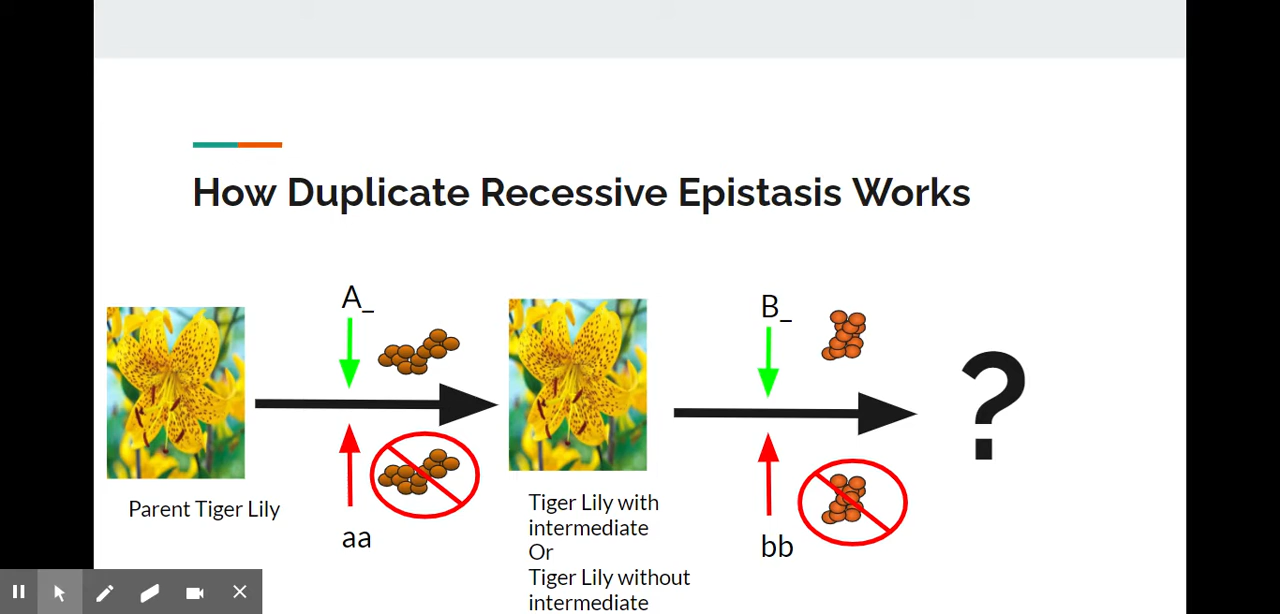 How Duplicate Recessive Epistasis Works
A_
B_
?
Parent Tiger Lily
aa
Tiger Lily with
intermediate
Or
Tiger Lily without
intermediate
bb